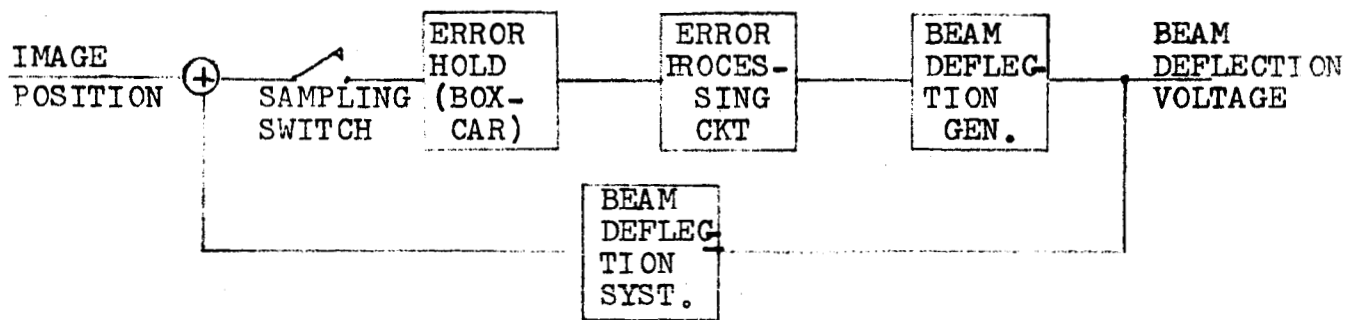 IMAGE
POSITION
+
SAMPLING
SWITCH
ERROR
HOLD
(BOX-
CAR)
ERROR
PROCES-
SING
CKT
BEAM
DEFLEC-
TION
GEN.
BEAM
DEFLECTION
VOLTAGE
BEAM
DEFLEC-
TION
SYST.